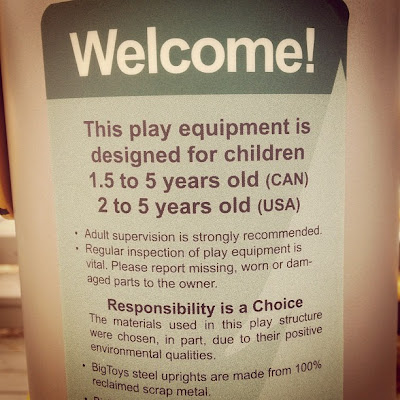 Welcome!
This play equipment is
designed for children
1.5 to 5 years old (CAN)
2 to 5 years old (USA)
• Adult supervision is strongly recommended.
• Regular inspection of play equipment is
vital. Please report missing, worn or dam-
aged parts to the owner.
Responsibility is a Choice
The materials used in this play structure
were chosen, in part, due to their positive
environmental qualities.
• BigToys steel uprights are made from 100%
reclaimed scrap metal.